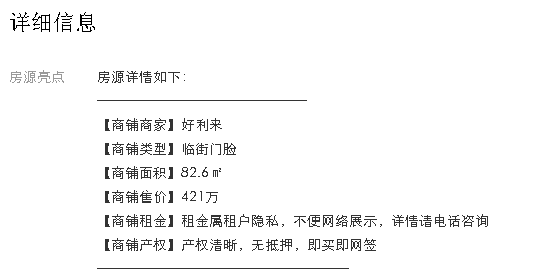 详细信息
房源亮点 房源详情如下：
【商铺商家】好利来
【商铺类型】临街门脸
【商铺面积】82.6㎡
【商铺售价】421万
【商铺租金】租金属租户隐私，不便网络展示，详情请电话咨询
【商铺产权】产权清晰，无抵押，即买即网签